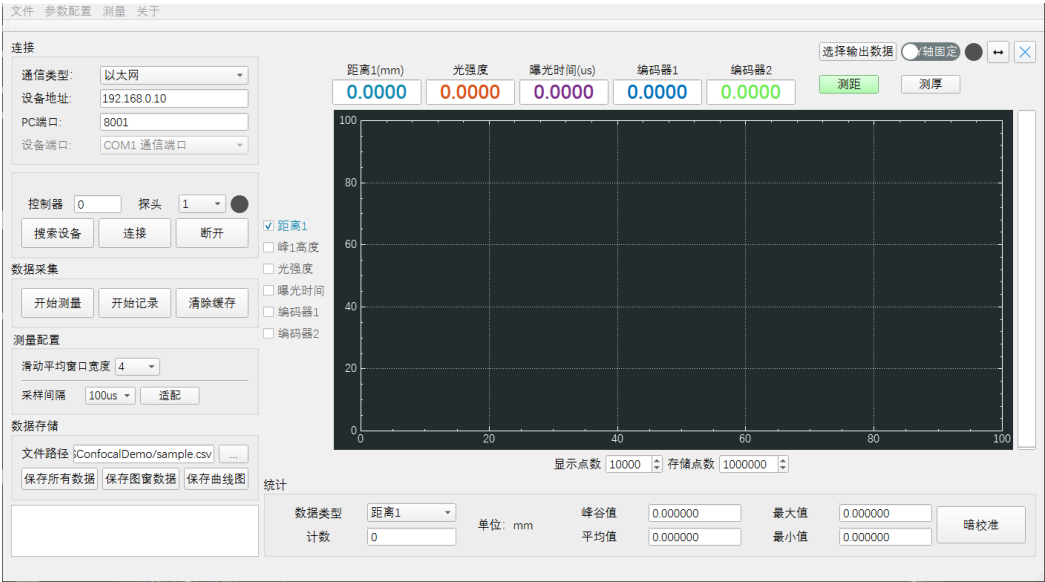 文件 参数配置 测量 关于
连接
通信类型: 以太网
设备地址: 192.168.0.10
PC端口: 8001
设备端口: COM1 通信端口
控制器 0 探头 1
搜索设备 连接 断开
数据采集
开始测量 开始记录 清除缓存
测量配置
滑动平均窗口宽度 4
采样间隔 100us 适配
数据存储
文件路径 ConfocalDemo/sample.csv ...
保存所有数据 保存图窗数据 保存曲线图
距离1
峰1高度
光强度
曝光时间
编码器1
编码器2
选择输出数据 Y轴固定
距离1(mm) 光强度 曝光时间(us) 编码器1 编码器2
0.0000 0.0000 0.0000 0.0000 0.0000
测距 测厚
100
80
60
40
20
0
0 20 40 60 80 100
显示点数 10000 存储点数 1000000
统计
数据类型 距离1 单位: mm 峰谷值 0.000000 最大值 0.000000 暗校准
计数 0 平均值 0.000000 最小值 0.000000